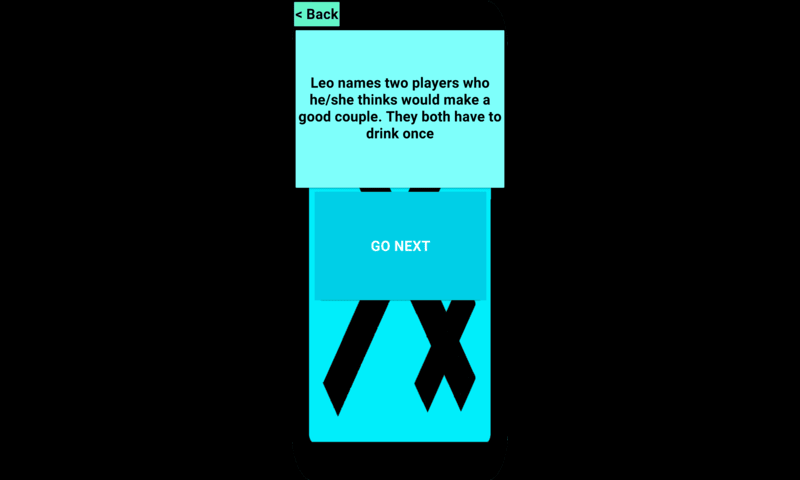 < Back
Leo names two players who
he/she thinks would make a
good couple. They both have to
drink once
GO NEXT